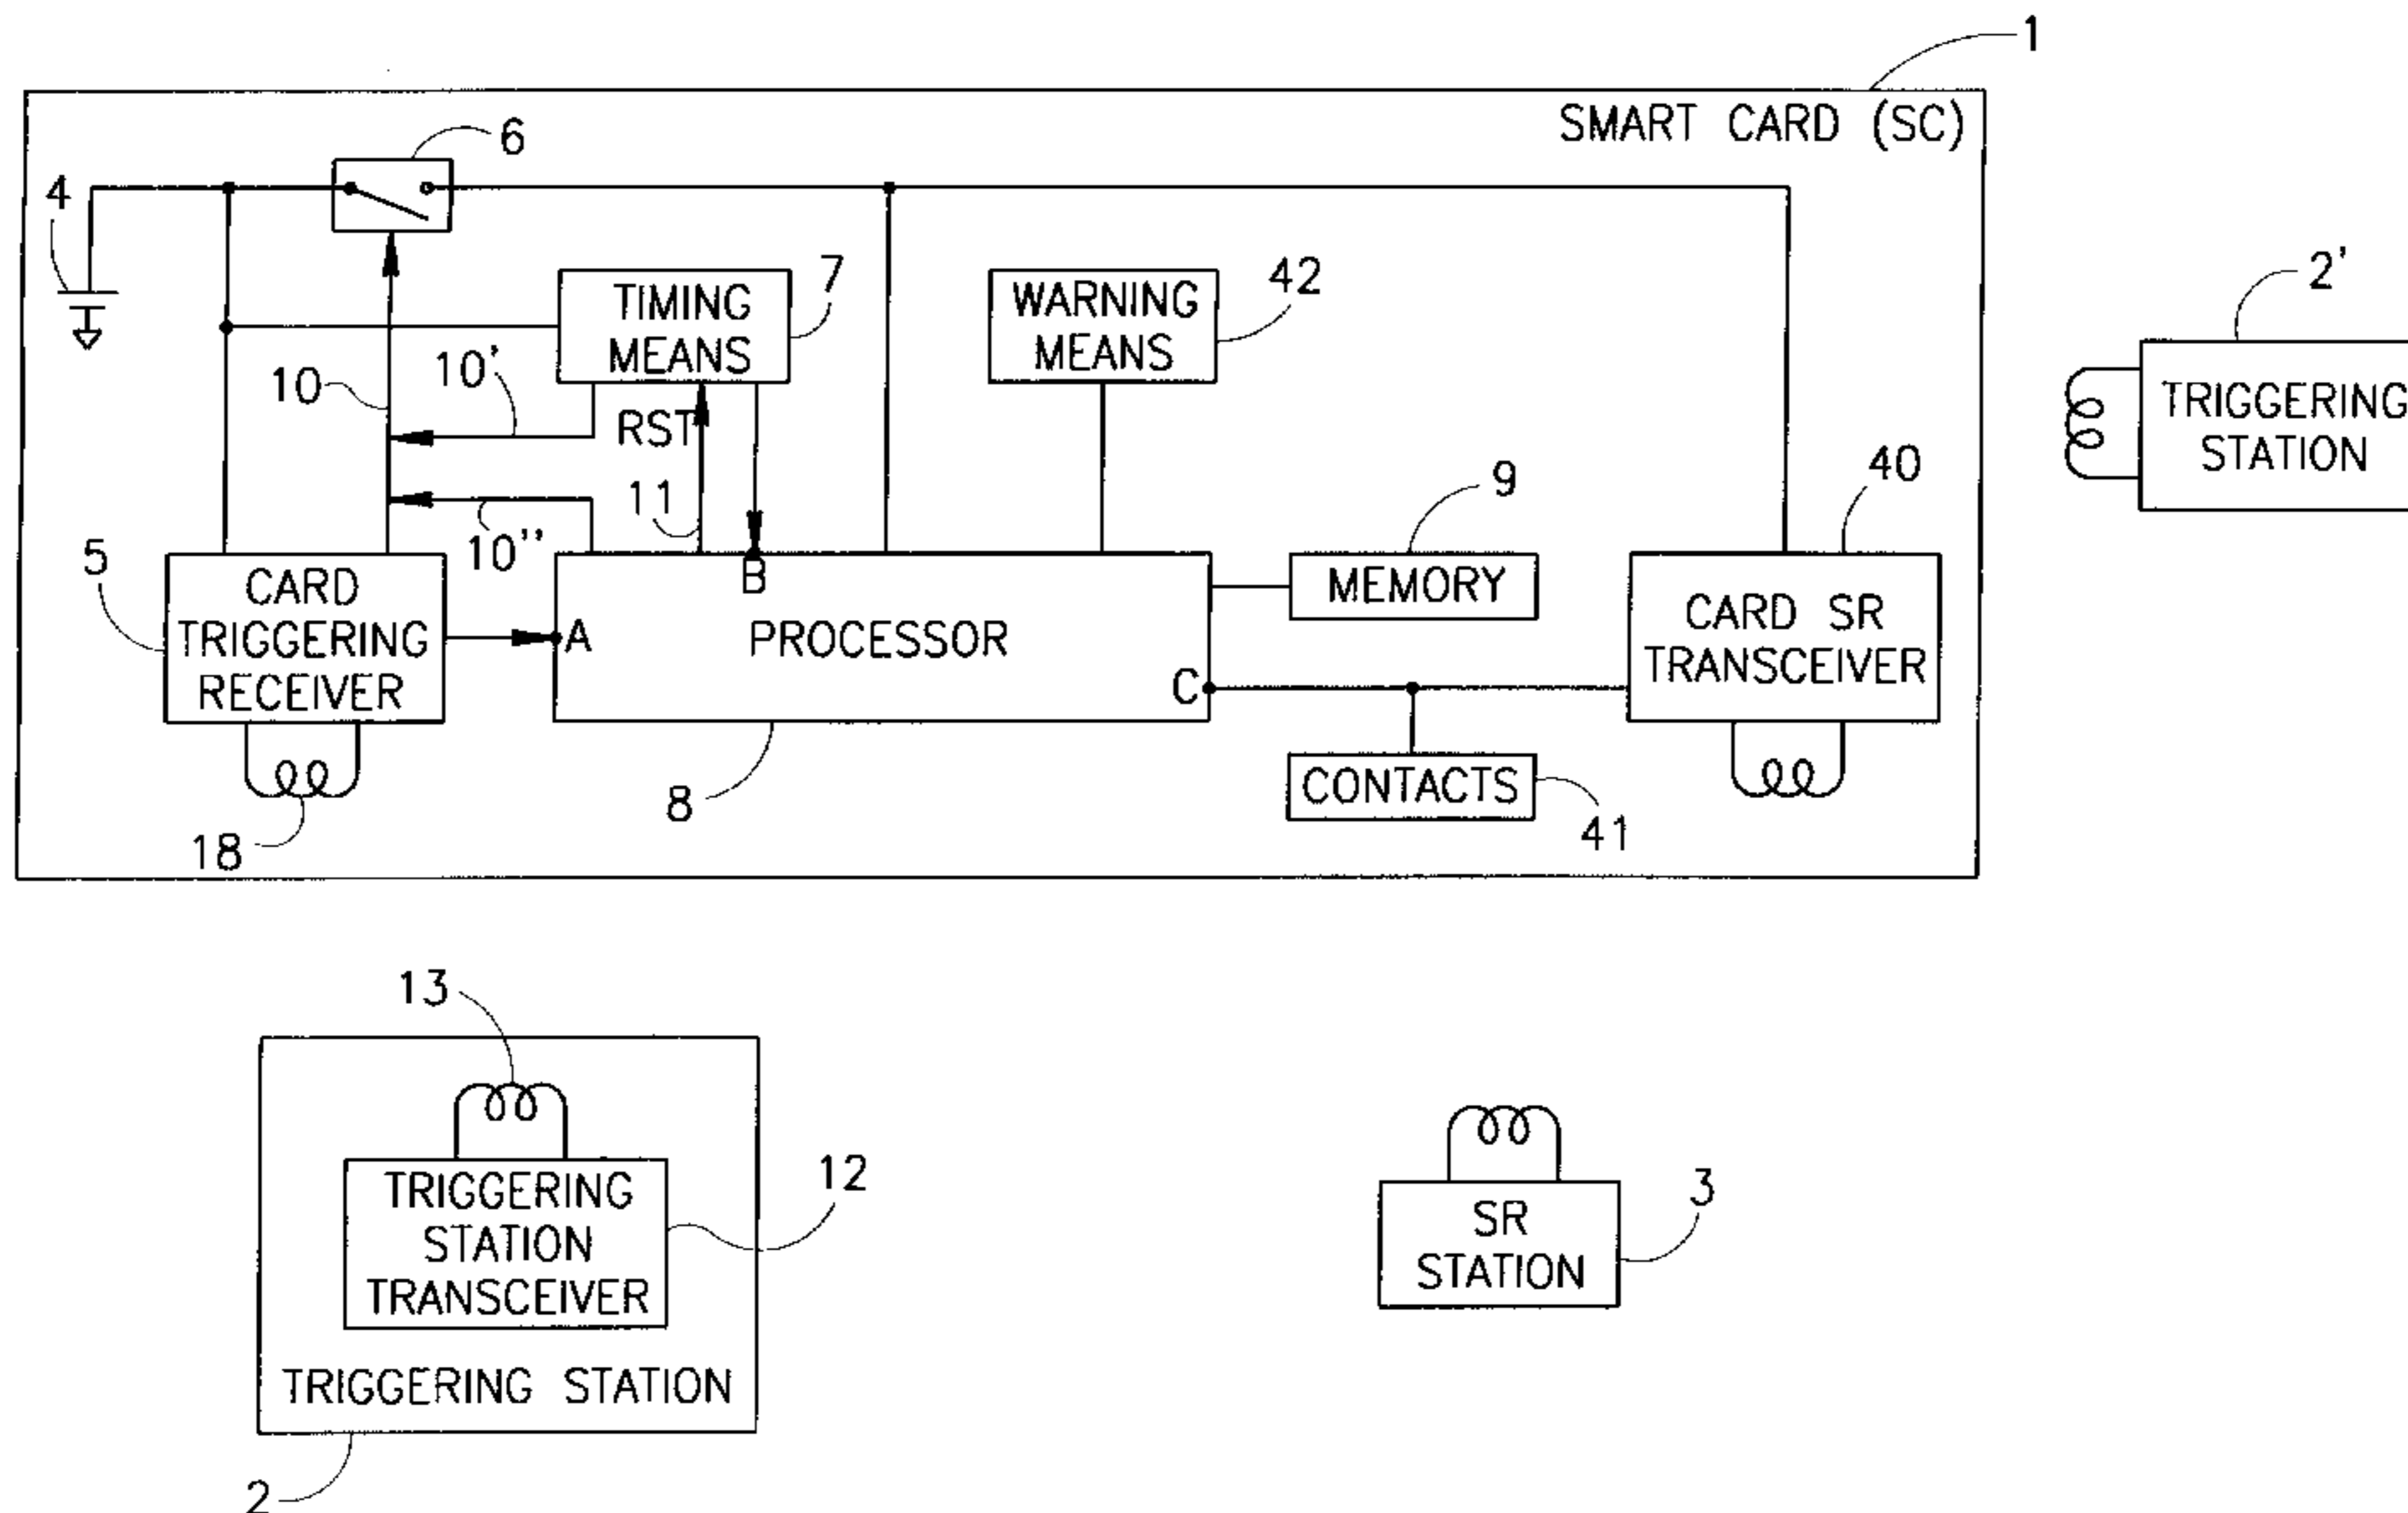 1
SMART CARD (SC)
6
4
TIMING
MEANS
7
WARNING
MEANS
42
2'
TRIGGERING
STATION
10
10'
RST
11
10''
9
40
5
CARD
TRIGGERING
RECEIVER
A
B
PROCESSOR
C
MEMORY
CARD SR
TRANSCEIVER
CONTACTS
18
8
41
13
TRIGGERING
STATION
TRANSCEIVER
12
TRIGGERING STATION
2
SR
STATION
3